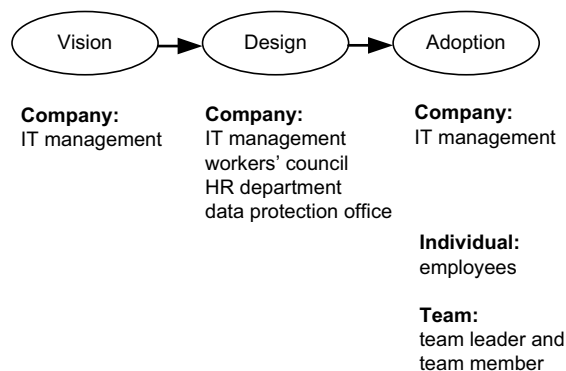 Vision
Design
Adoption
Company:
IT management
Company:
IT management
workers’ council
HR department
data protection office
Company:
IT management
Individual:
employees
Team:
team leader and
team member